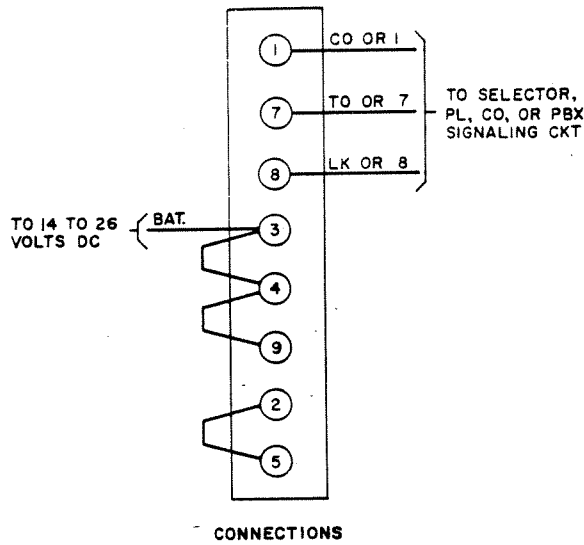 1 CO OR 1
7 TO OR 7
8 LK OR 8
TO SELECTOR,
PL, CO, OR PBX
SIGNALING CKT
TO 14 TO 26
VOLTS DC
BAT. 3
4
9
2
5
CONNECTIONS